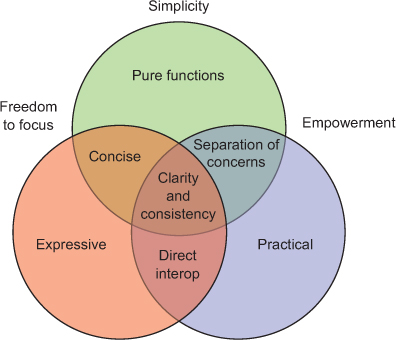 Simplicity
Pure functions
Freedom
to focus
Empowerment
Concise
Separation of
concerns
Clarity
and
consistency
Expressive
Direct
interop
Practical